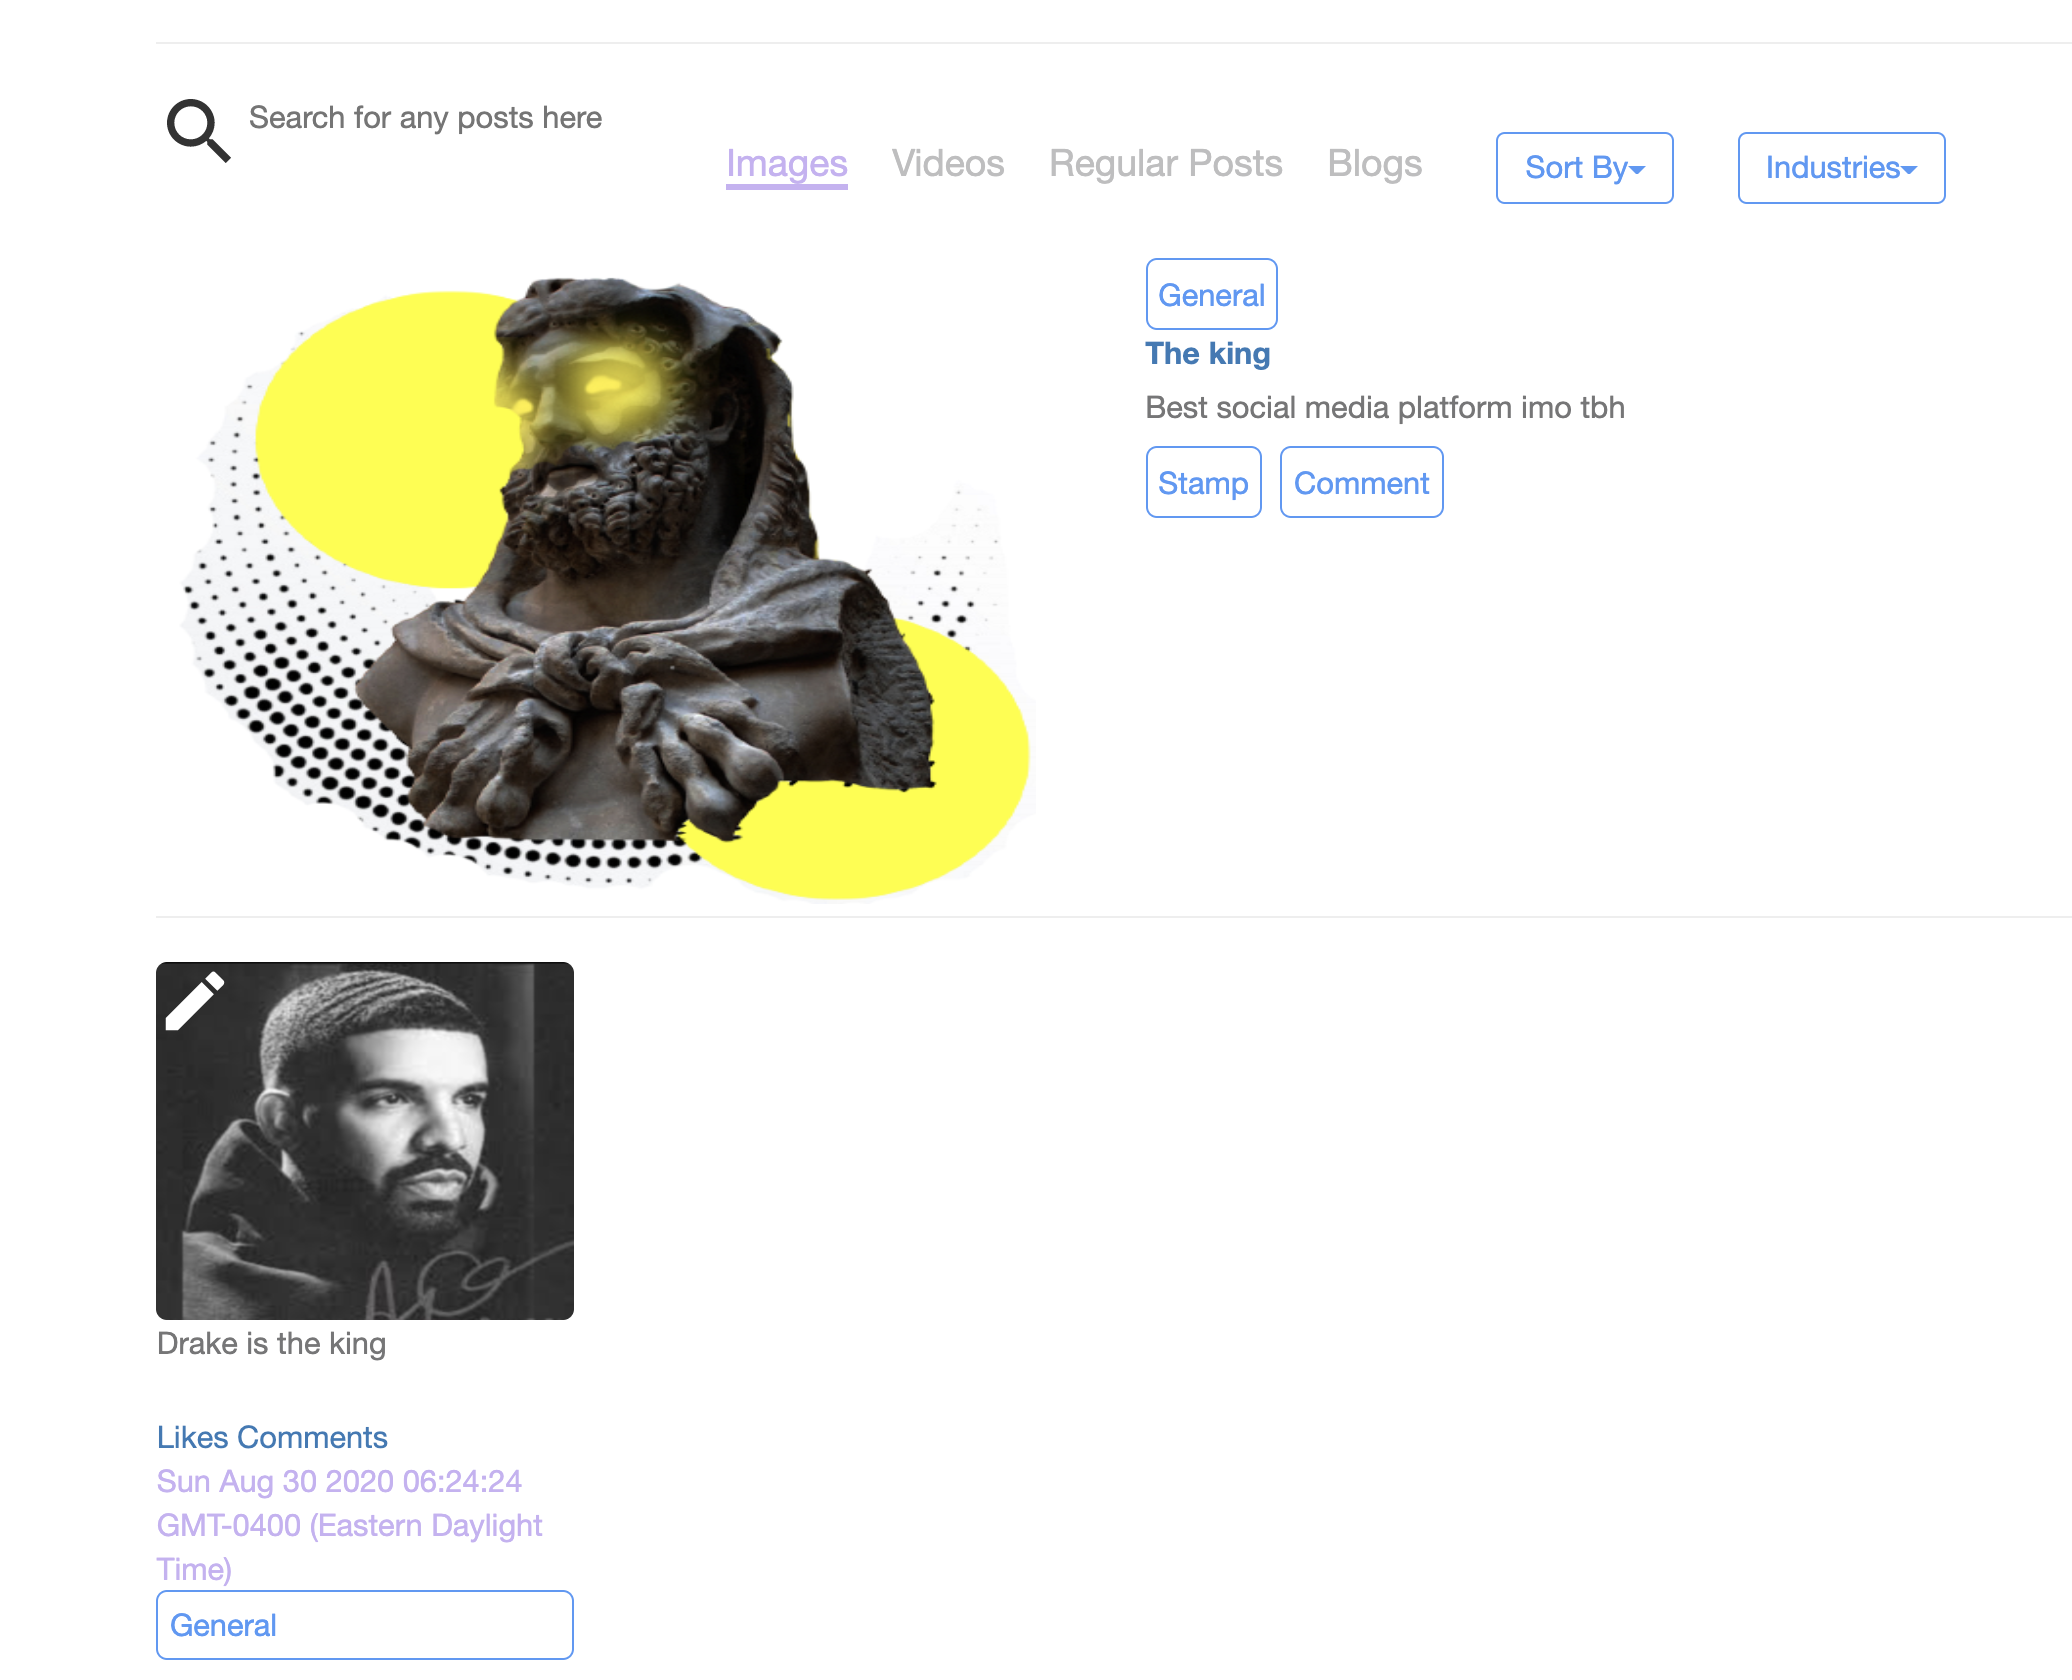 Search for any posts here
Images Videos Regular Posts Blogs Sort By Industries
General
The king
Best social media platform imo tbh
Stamp Comment
Drake is the king
Likes Comments
Sun Aug 30 2020 06:24:24
GMT-0400 (Eastern Daylight
Time)
General